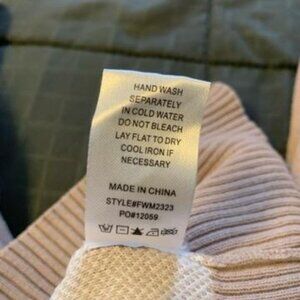 HAND WASH
SEPARATELY
IN COLD WATER
DO NOT BLEACH
LAY FLAT TO DRY
COOL IRON IF
NECESSARY
MADE IN CHINA
STYLE#FWM2323
PO#12059